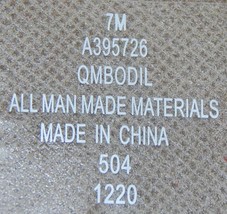 7M
A395726
QMBODIL
ALL MAN MADE MATERIALS
MADE IN CHINA
504
1220